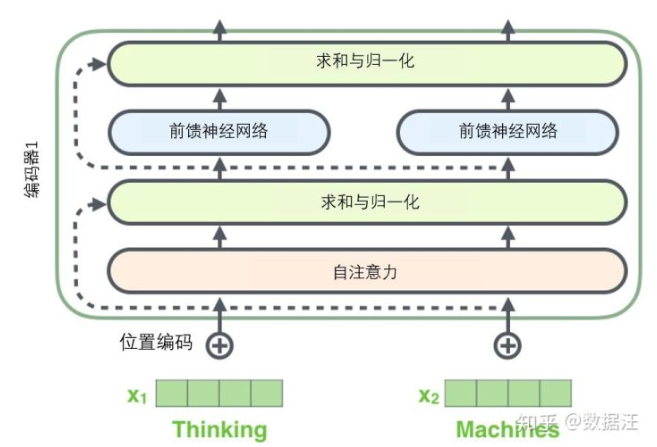 求和与归一化
前馈神经网络
前馈神经网络
编码器1
求和与归一化
自注意力
位置编码
x1
x2
Thinking
Machines
知乎 @数据汪